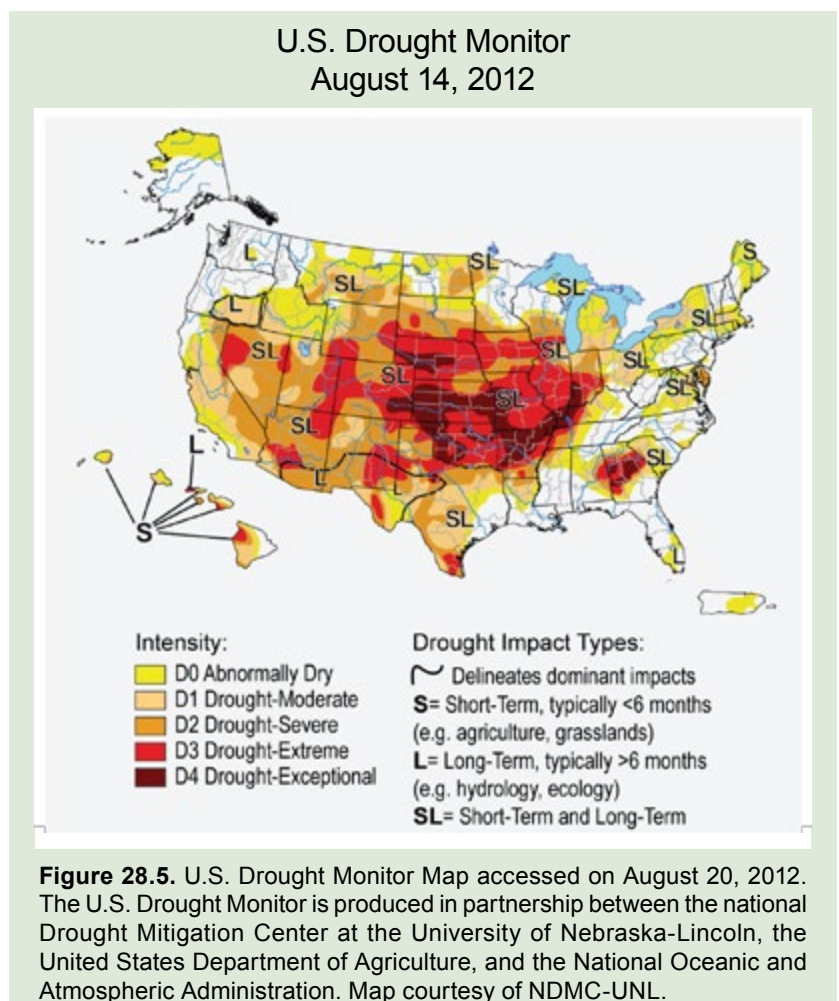 U.S. Drought Monitor
August 14, 2012
L
SL
SL
S
SL
L
SL
SL
SL
SL
SL
SL
SL
SL
L
SL
L
L
SL
S
L
Intensity:
D0 Abnormally Dry
D1 Drought-Moderate
D2 Drought-Severe
D3 Drought-Extreme
D4 Drought-Exceptional
Drought Impact Types:
Delineates dominant impacts
S= Short-Term, typically <6 months
(e.g. agriculture, grasslands)
L= Long-Term, typically >6 months
(e.g. hydrology, ecology)
SL= Short-Term and Long-Term
Figure 28.5. U.S. Drought Monitor Map accessed on August 20, 2012.
The U.S. Drought Monitor is produced in partnership between the national
Drought Mitigation Center at the University of Nebraska-Lincoln, the
United States Department of Agriculture, and the National Oceanic and
Atmospheric Administration. Map courtesy of NDMC-UNL.